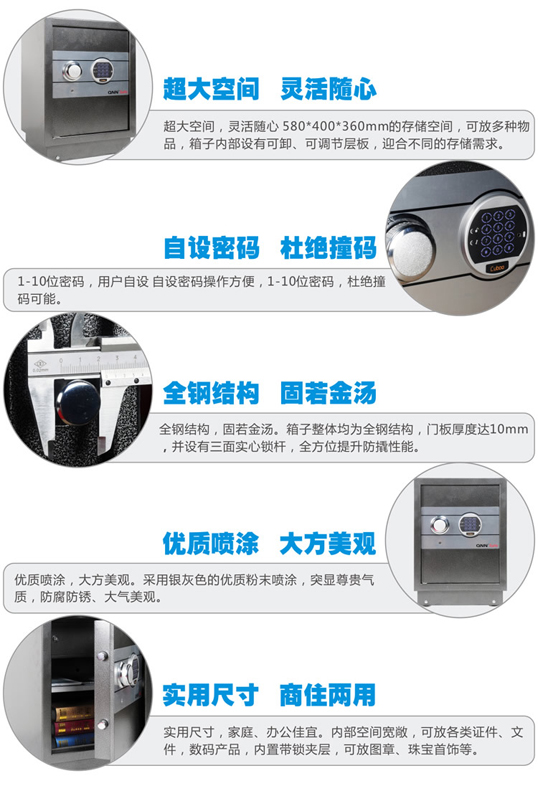 超大空间 灵活随心
超大空间，灵活随心 580*400*360mm的存储空间，可放多种物
品，箱子内部设有可卸、可调节层板，迎合不同的存储需求。
自设密码 杜绝撞码
1-10位密码，用户自设 自设密码操作方便，1-10位密码，杜绝撞
码可能。
全钢结构 固若金汤
全钢结构，固若金汤。箱子整体均为全钢结构，门板厚度达10mm
，并设有三面实心锁杆，全方位提升防撬性能。
优质喷涂 大方美观
优质喷涂，大方美观。采用银灰色的优质粉末喷涂，突显尊贵气
质，防腐防锈、大气美观。
实用尺寸 商住两用
实用尺寸，家庭、办公佳宜。内部空间宽敞，可放各类证件、文
件，数码产品，内置带锁夹层，可放图章、珠宝首饰等。